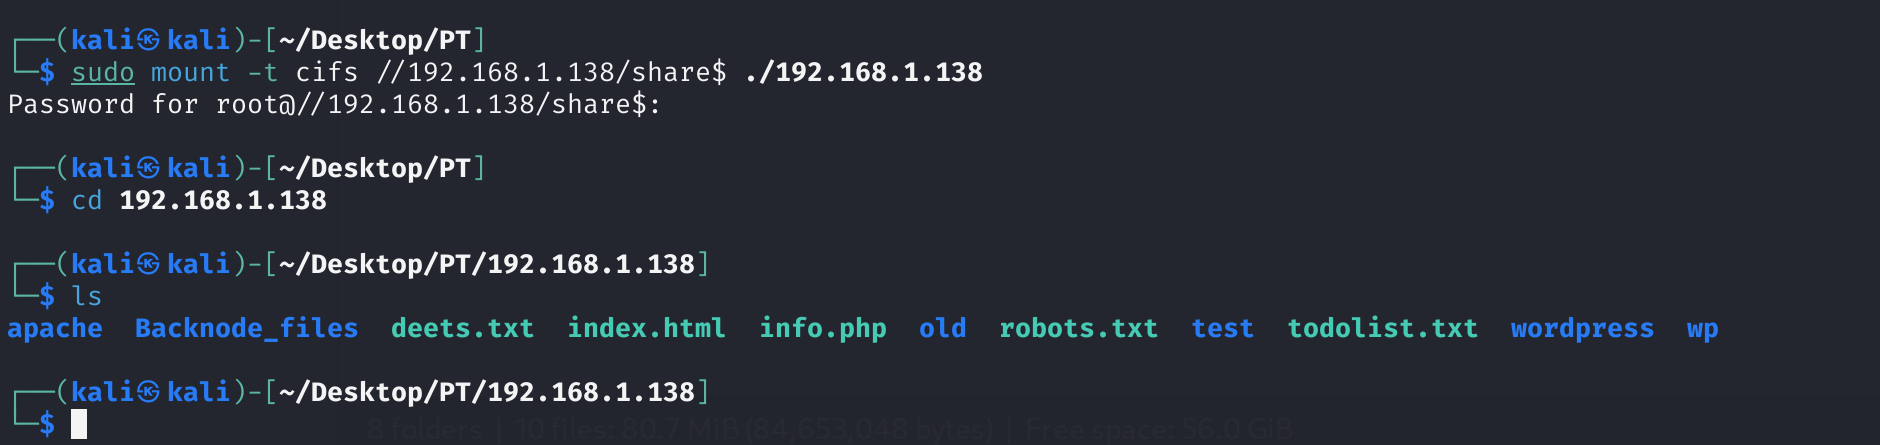 ┌──(kali㉿kali)-[~/Desktop/PT]
└─$ sudo mount -t cifs //192.168.1.138/share$ ./192.168.1.138
Password for root@//192.168.1.138/share$:
┌──(kali㉿kali)-[~/Desktop/PT]
└─$ cd 192.168.1.138
┌──(kali㉿kali)-[~/Desktop/PT/192.168.1.138]
└─$ ls
apache  Backnode_files  deets.txt  index.html  info.php  old  robots.txt  test  todolist.txt  wordpress  wp
┌──(kali㉿kali)-[~/Desktop/PT/192.168.1.138]
└─$
8 folders | 10 files: 80.7 MiB (84,653,048 bytes) | Free space: 56.0 GiB